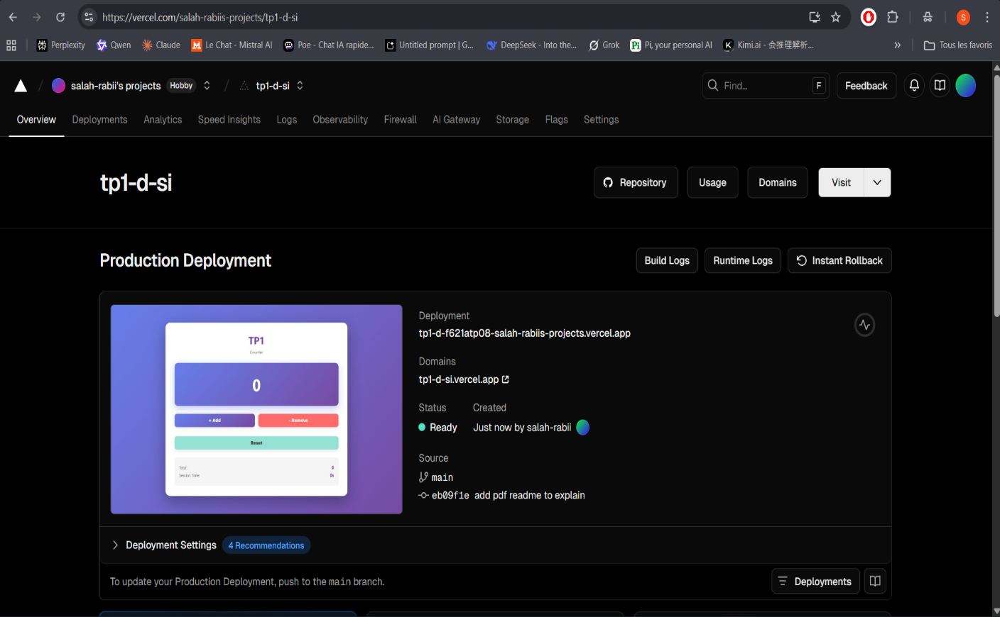 https://vercel.com/salah-rabiis-projects/tp1-d-si
S
Perplexity
Qwen
Claude
Le Chat - Mistral AI
Poe - Chat IA rapide...
Untitled prompt | G...
DeepSeek - Into the...
Grok
Pi, your personal AI
Kimi.ai - 会推理解析...
Tous les favoris
salah-rabii's projects
Hobby
tp1-d-si
Find...
F
Feedback
Overview
Deployments
Analytics
Speed Insights
Logs
Observability
Firewall
AI Gateway
Storage
Flags
Settings
tp1-d-si
Repository
Usage
Domains
Visit
Production Deployment
Build Logs
Runtime Logs
Instant Rollback
TP1
Counter
0
+ Add
- Remove
Reset
Total: 0
Session Time: 0s
Deployment
tp1-d-f621atp08-salah-rabiis-projects.vercel.app
Domains
tp1-d-si.vercel.app
Status
Created
Ready
Just now by salah-rabii
Source
main
eb09f1e add pdf readme to explain
Deployment Settings
4 Recommendations
To update your Production Deployment, push to the main branch.
Deployments